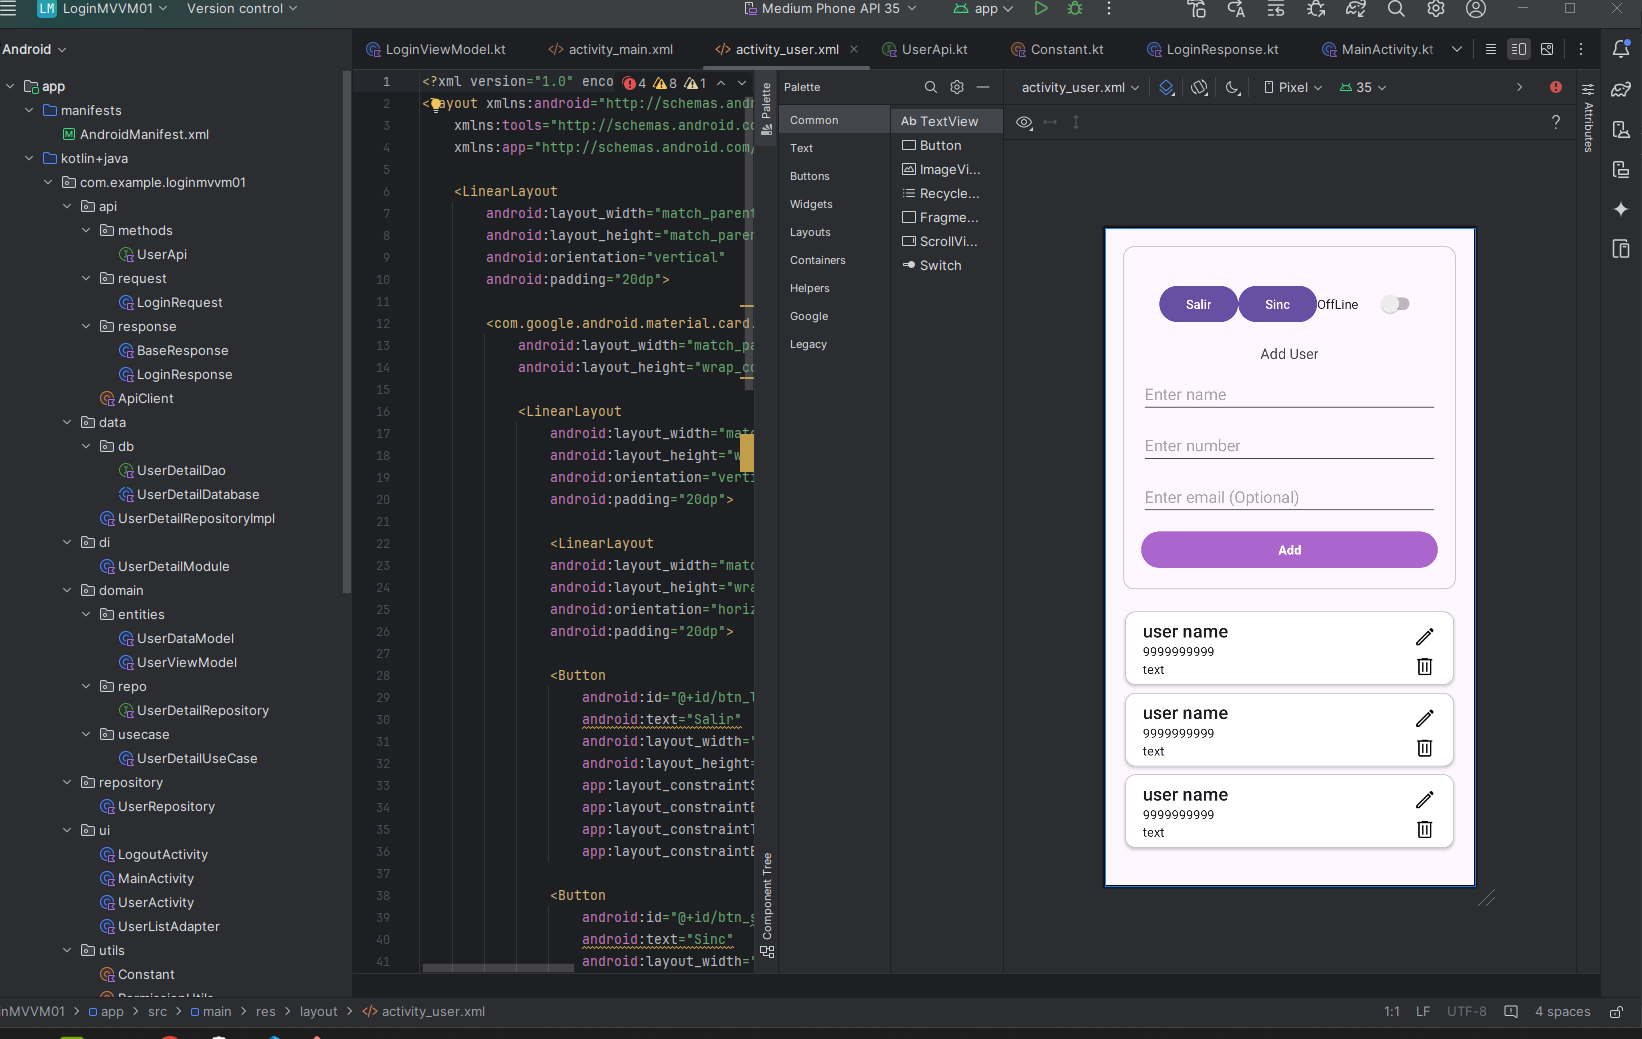 LM LoginMVVM01 Version control Medium Phone API 35 app
Android
LoginViewModel.kt activity_main.xml activity_user.xml UserApi.kt Constant.kt LoginResponse.kt MainActivity.kt
app
manifests
AndroidManifest.xml
kotlin+java
com.example.loginmvvm01
api
methods
UserApi
request
LoginRequest
response
BaseResponse
LoginResponse
ApiClient
data
db
UserDetailDao
UserDetailDatabase
UserDetailRepositoryImpl
di
UserDetailModule
domain
entities
UserDataModel
UserViewModel
repo
UserDetailRepository
usecase
UserDetailUseCase
repository
UserRepository
ui
LogoutActivity
MainActivity
UserActivity
UserListAdapter
utils
Constant
PermissionUtils
1 <?xml version="1.0" enco 4 8 1
2 <layout xmlns:android="http://schemas.and
3 xmlns:tools="http://schemas.android.co
4 xmlns:app="http://schemas.android.com/
5
6 <LinearLayout
7 android:layout_width="match_parent
8 android:layout_height="match_paren
9 android:orientation="vertical"
10 android:padding="20dp">
11
12 <com.google.android.material.card.
13 android:layout_width="match_pa
14 android:layout_height="wrap_co
15
16 <LinearLayout
17 android:layout_width="mat
18 android:layout_height="w
19 android:orientation="verti
20 android:padding="20dp">
21
22 <LinearLayout
23 android:layout_width="matc
24 android:layout_height="wra
25 android:orientation="horiz
26 android:padding="20dp">
27
28 <Button
29 android:id="@+id/btn_l
30 android:text="Salir"
31 android:layout_width="
32 android:layout_height=
33 app:layout_constraintS
34 app:layout_constraintE
35 app:layout_constraintT
36 app:layout_constraintB
37
38 <Button
39 android:id="@+id/btn_s
40 android:text="Sinc"
41 android:layout_width="
Palette
Component Tree
Palette
Common
Text
Buttons
Widgets
Layouts
Containers
Helpers
Google
Legacy
Ab TextView
Button
ImageVi...
Recycle...
Fragme...
ScrollVi...
Switch
activity_user.xml Pixel 35
?
Attributes
Salir Sinc OffLine
Add User
Enter name
Enter number
Enter email (Optional)
Add
user name
9999999999
text
user name
9999999999
text
user name
9999999999
text
inMVVM01 > app > src > main > res > layout > activity_user.xml 1:1 LF UTF-8 4 spaces